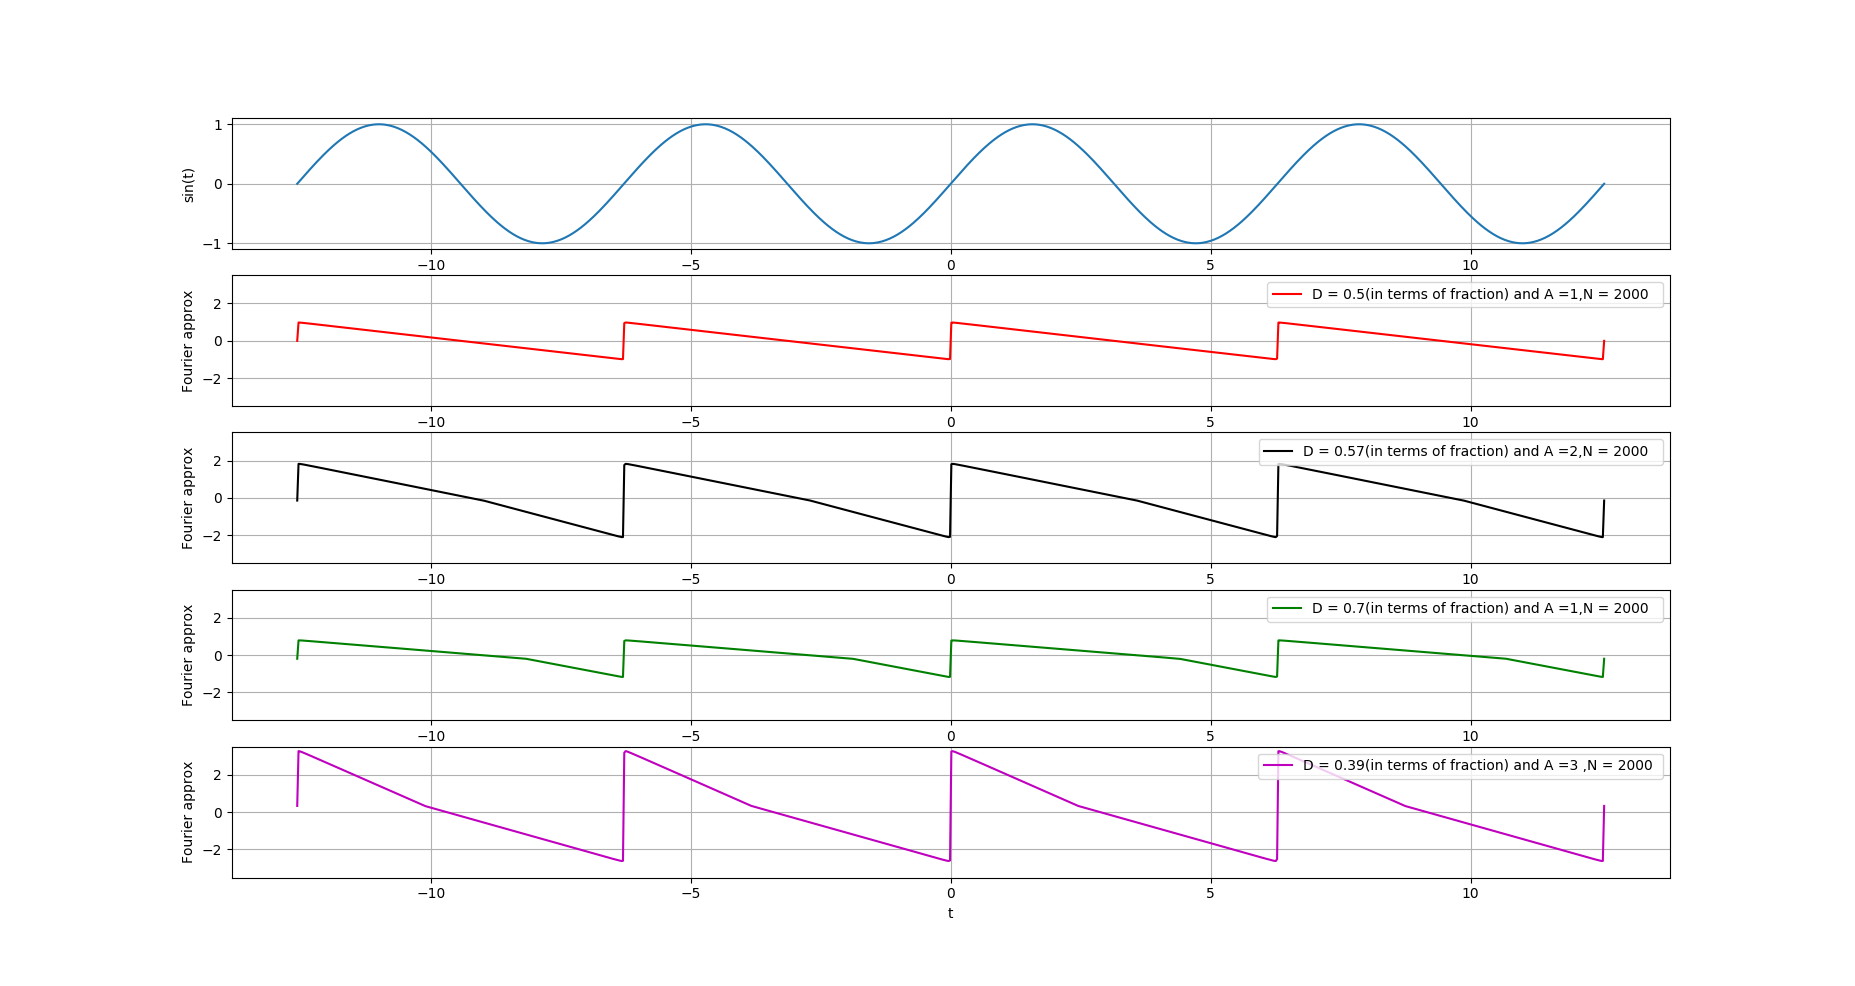 sin(t)
1
0
−1
−10 −5 0 5 10
Fourier approx
2
0
−2
D = 0.5(in terms of fraction) and A =1,N = 2000
−10 −5 0 5 10
Fourier approx
2
0
−2
D = 0.57(in terms of fraction) and A =2,N = 2000
−10 −5 0 5 10
Fourier approx
2
0
−2
D = 0.7(in terms of fraction) and A =1,N = 2000
−10 −5 0 5 10
Fourier approx
2
0
−2
D = 0.39(in terms of fraction) and A =3 ,N = 2000
−10 −5 0 5 10
t